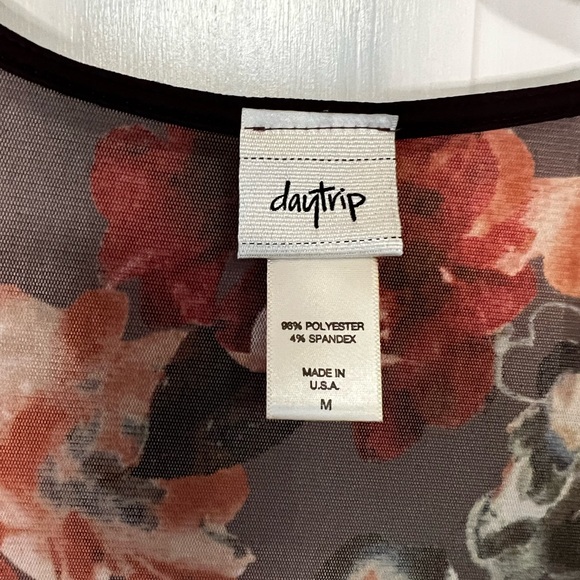 daytrip
96% POLYESTER
4% SPANDEX
MADE IN
U.S.A.
M